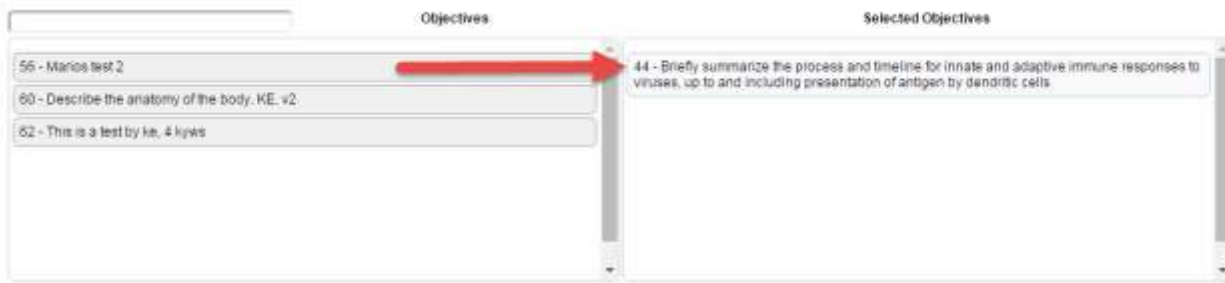 Objectives
Selected Objectives
56 - Marios test 2
60 - Describe the anatomy of the body. KE, v2
62 - This is a test by ke, 4 kyws
44 - Briefly summarize the process and timeline for innate and adaptive immune responses to
viruses, up to and including presentation of antigen by dendritic cells